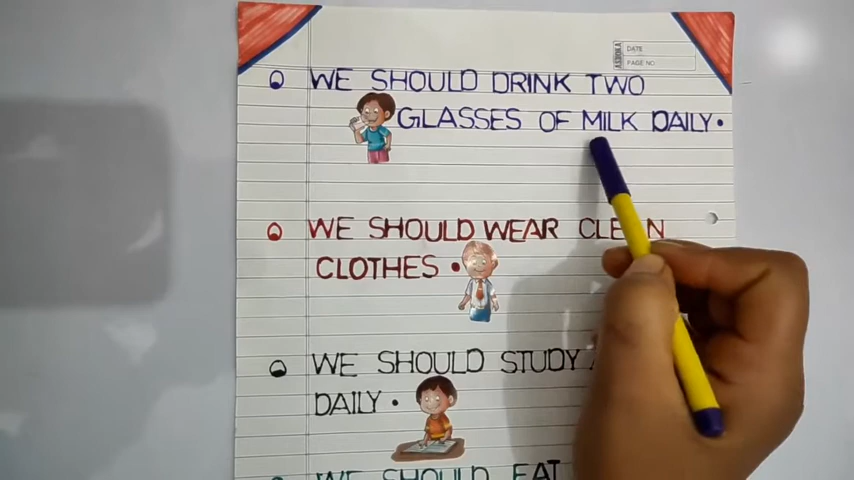 DATE
PAGE NO.
WE SHOULD DRINK TWO
GLASSES OF MILK DAILY.
WE SHOULD WEAR CLEAN
CLOTHES.
WE SHOULD STUDY
DAILY.
WE SHOULD EAT